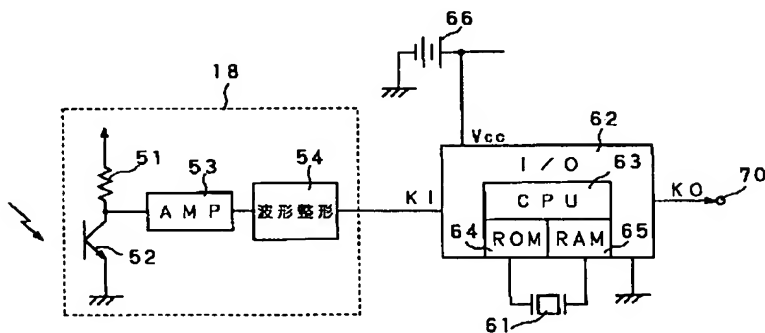 66
18
Vcc
62
I/O
51
53
54
63
70
KI
KO
AMP
波形整形
CPU
64
ROM
RAM
65
52
61